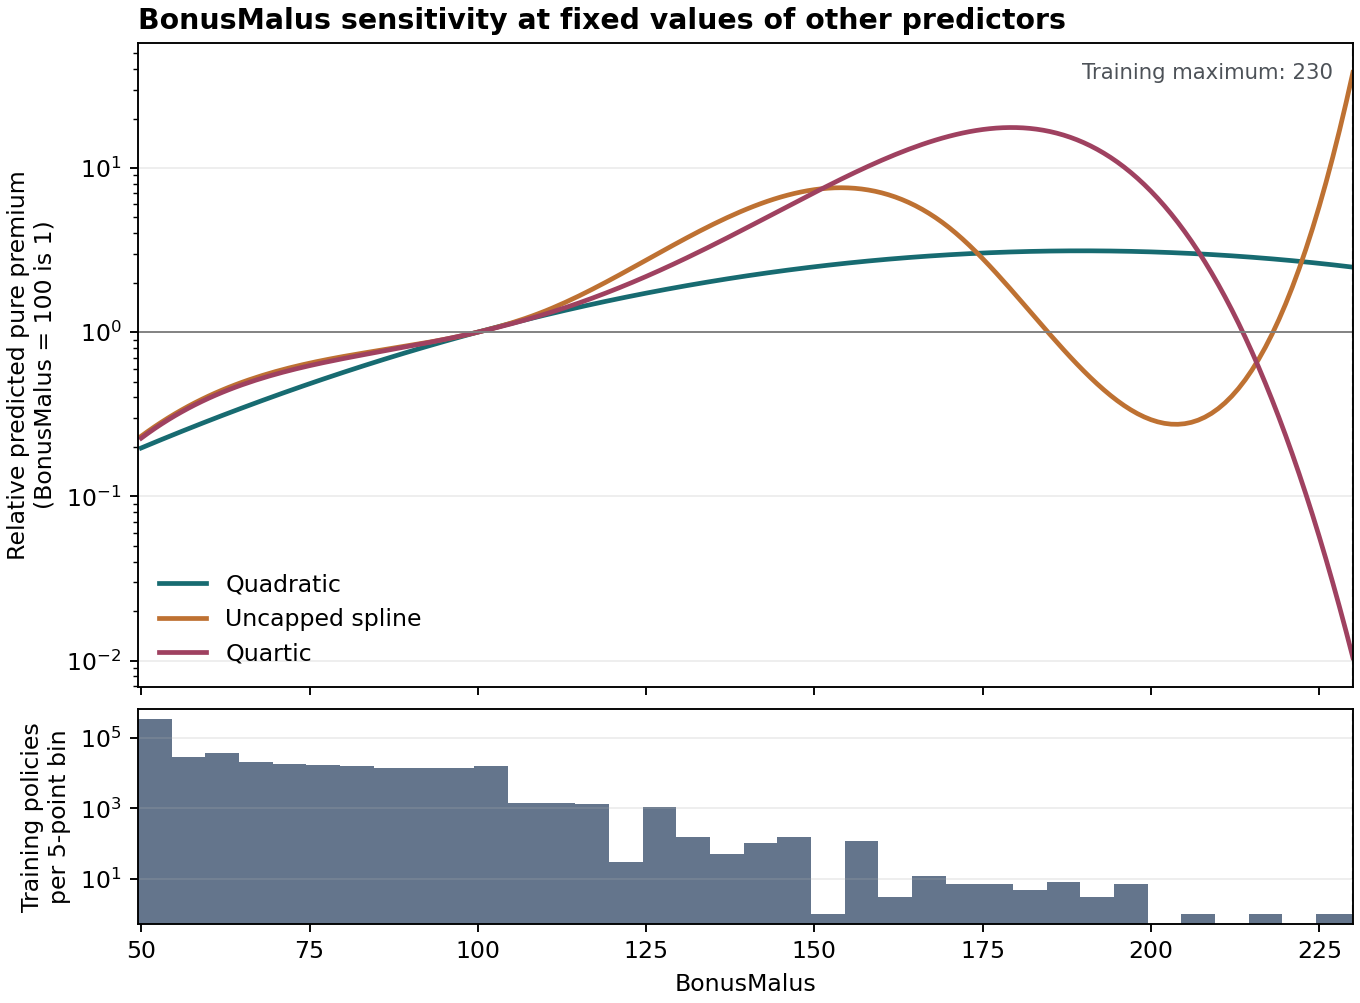 BonusMalus sensitivity at fixed values of other predictors
Training maximum: 230
Relative predicted pure premium
(BonusMalus = 100 is 1)
10¹
10⁰
10⁻¹
10⁻²
Quadratic
Uncapped spline
Quartic
Training policies
per 5-point bin
10⁵
10³
10¹
50 75 100 125 150 175 200 225
BonusMalus